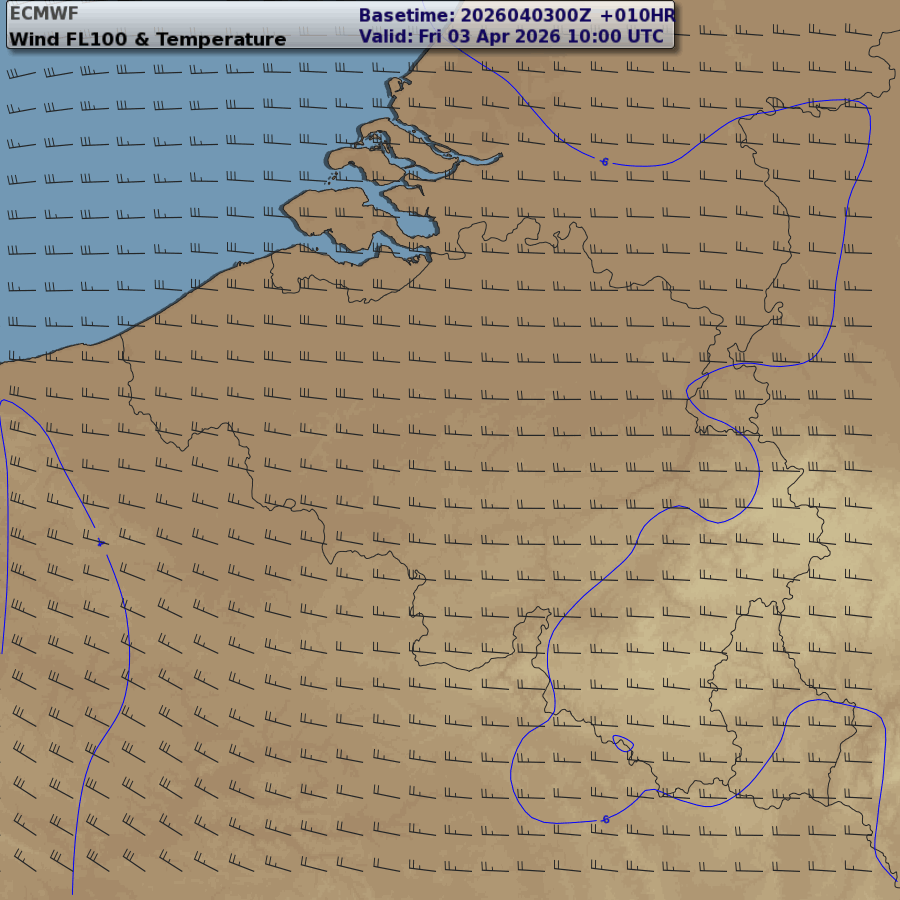 ECMWF
Basetime: 2026040300Z +010HR
Wind FL100 & Temperature
Valid: Fri 03 Apr 2026 10:00 UTC
-6
-6